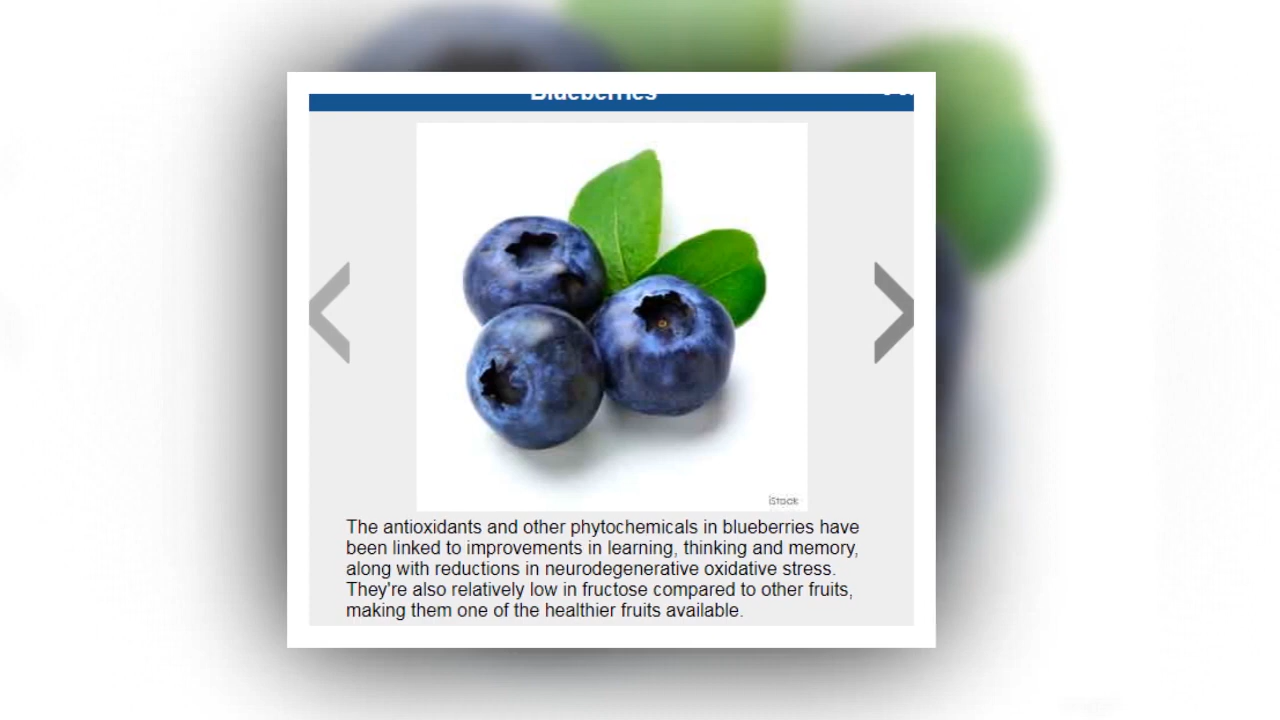 Blueberries
iStock
The antioxidants and other phytochemicals in blueberries have
been linked to improvements in learning, thinking and memory,
along with reductions in neurodegenerative oxidative stress.
They're also relatively low in fructose compared to other fruits,
making them one of the healthier fruits available.